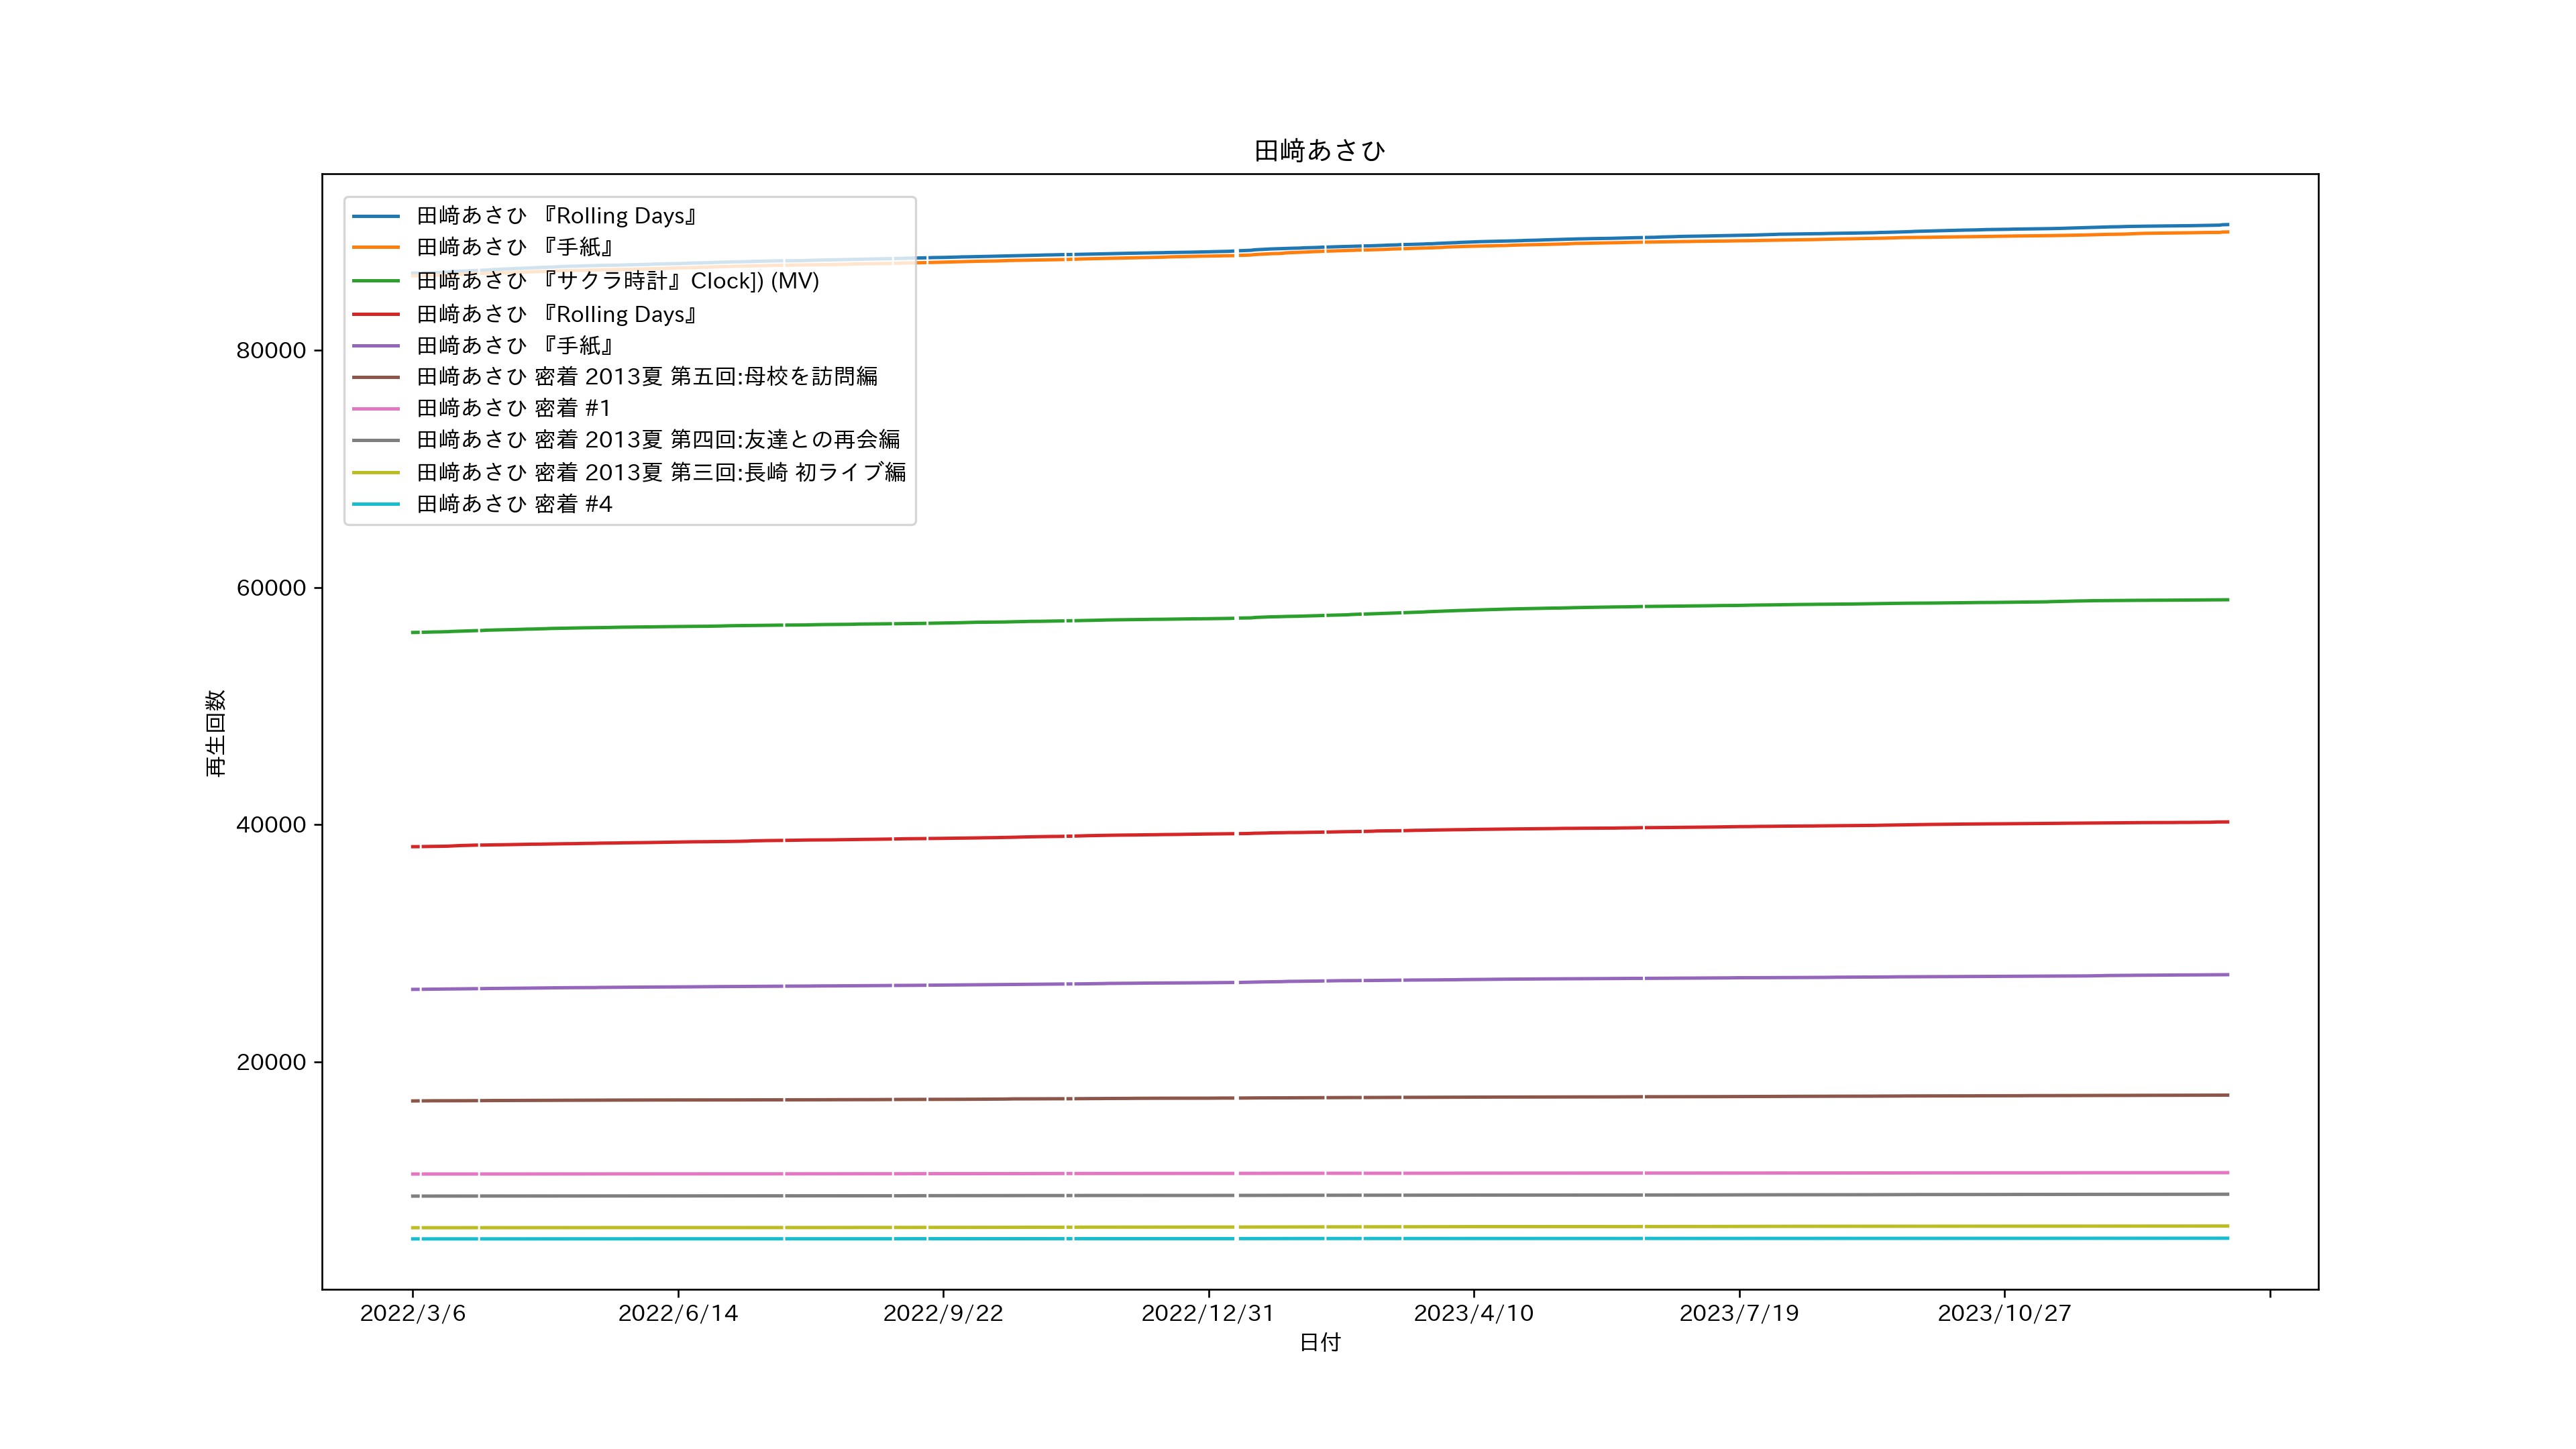 田﨑あさひ
田﨑あさひ 『Rolling Days』
田﨑あさひ 『手紙』
田﨑あさひ 『サクラ時計』Clock]) (MV)
田﨑あさひ 『Rolling Days』
田﨑あさひ 『手紙』
田﨑あさひ 密着 2013夏 第五回:母校を訪問編
田﨑あさひ 密着 #1
田﨑あさひ 密着 2013夏 第四回:友達との再会編
田﨑あさひ 密着 2013夏 第三回:長崎 初ライブ編
田﨑あさひ 密着 #4
80000
60000
40000
20000
再生回数
2022/3/6
2022/6/14
2022/9/22
2022/12/31
2023/4/10
2023/7/19
2023/10/27
日付